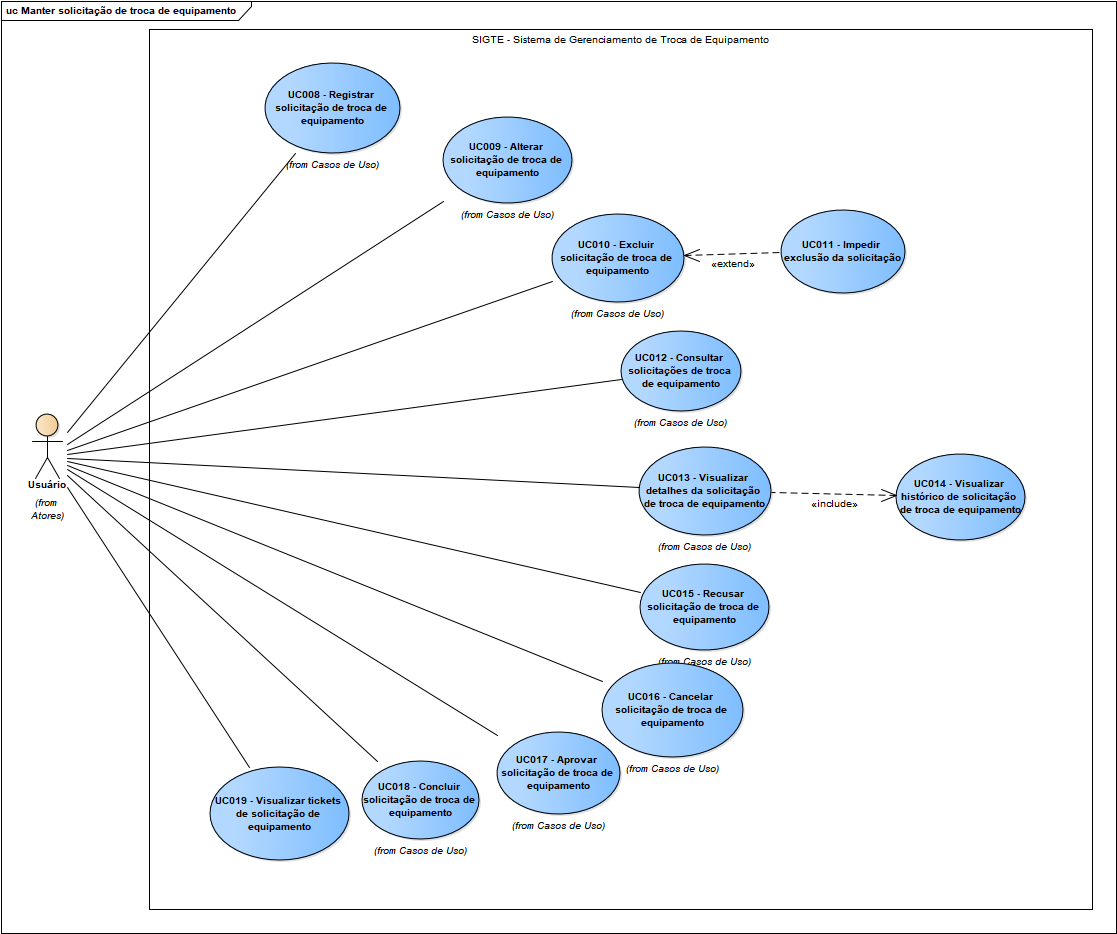 uc Manter solicitação de troca de equipamento
SIGTE - Sistema de Gerenciamento de Troca de Equipamento
UC008 - Registrar
solicitação de troca de
equipamento
(from Casos de Uso)
UC009 - Alterar
solicitação de troca de
equipamento
(from Casos de Uso)
UC010 - Excluir
solicitação de troca de
equipamento
(from Casos de Uso)
«extend»
UC011 - Impedir
exclusão da solicitação
UC012 - Consultar
solicitações de troca
de equipamento
(from Casos de Uso)
Usuário
(from
Atores)
UC013 - Visualizar
detalhes da solicitação
de troca de equipamento
(from Casos de Uso)
«include»
UC014 - Visualizar
histórico de solicitação
de troca de equipamento
UC015 - Recusar
solicitação de troca de
equipamento
(from Casos de Uso)
UC016 - Cancelar
solicitação de troca de
equipamento
(from Casos de Uso)
UC017 - Aprovar
solicitação de troca de
equipamento
(from Casos de Uso)
UC018 - Concluir
solicitação de troca de
equipamento
(from Casos de Uso)
UC019 - Visualizar tickets
de solicitação de
equipamento